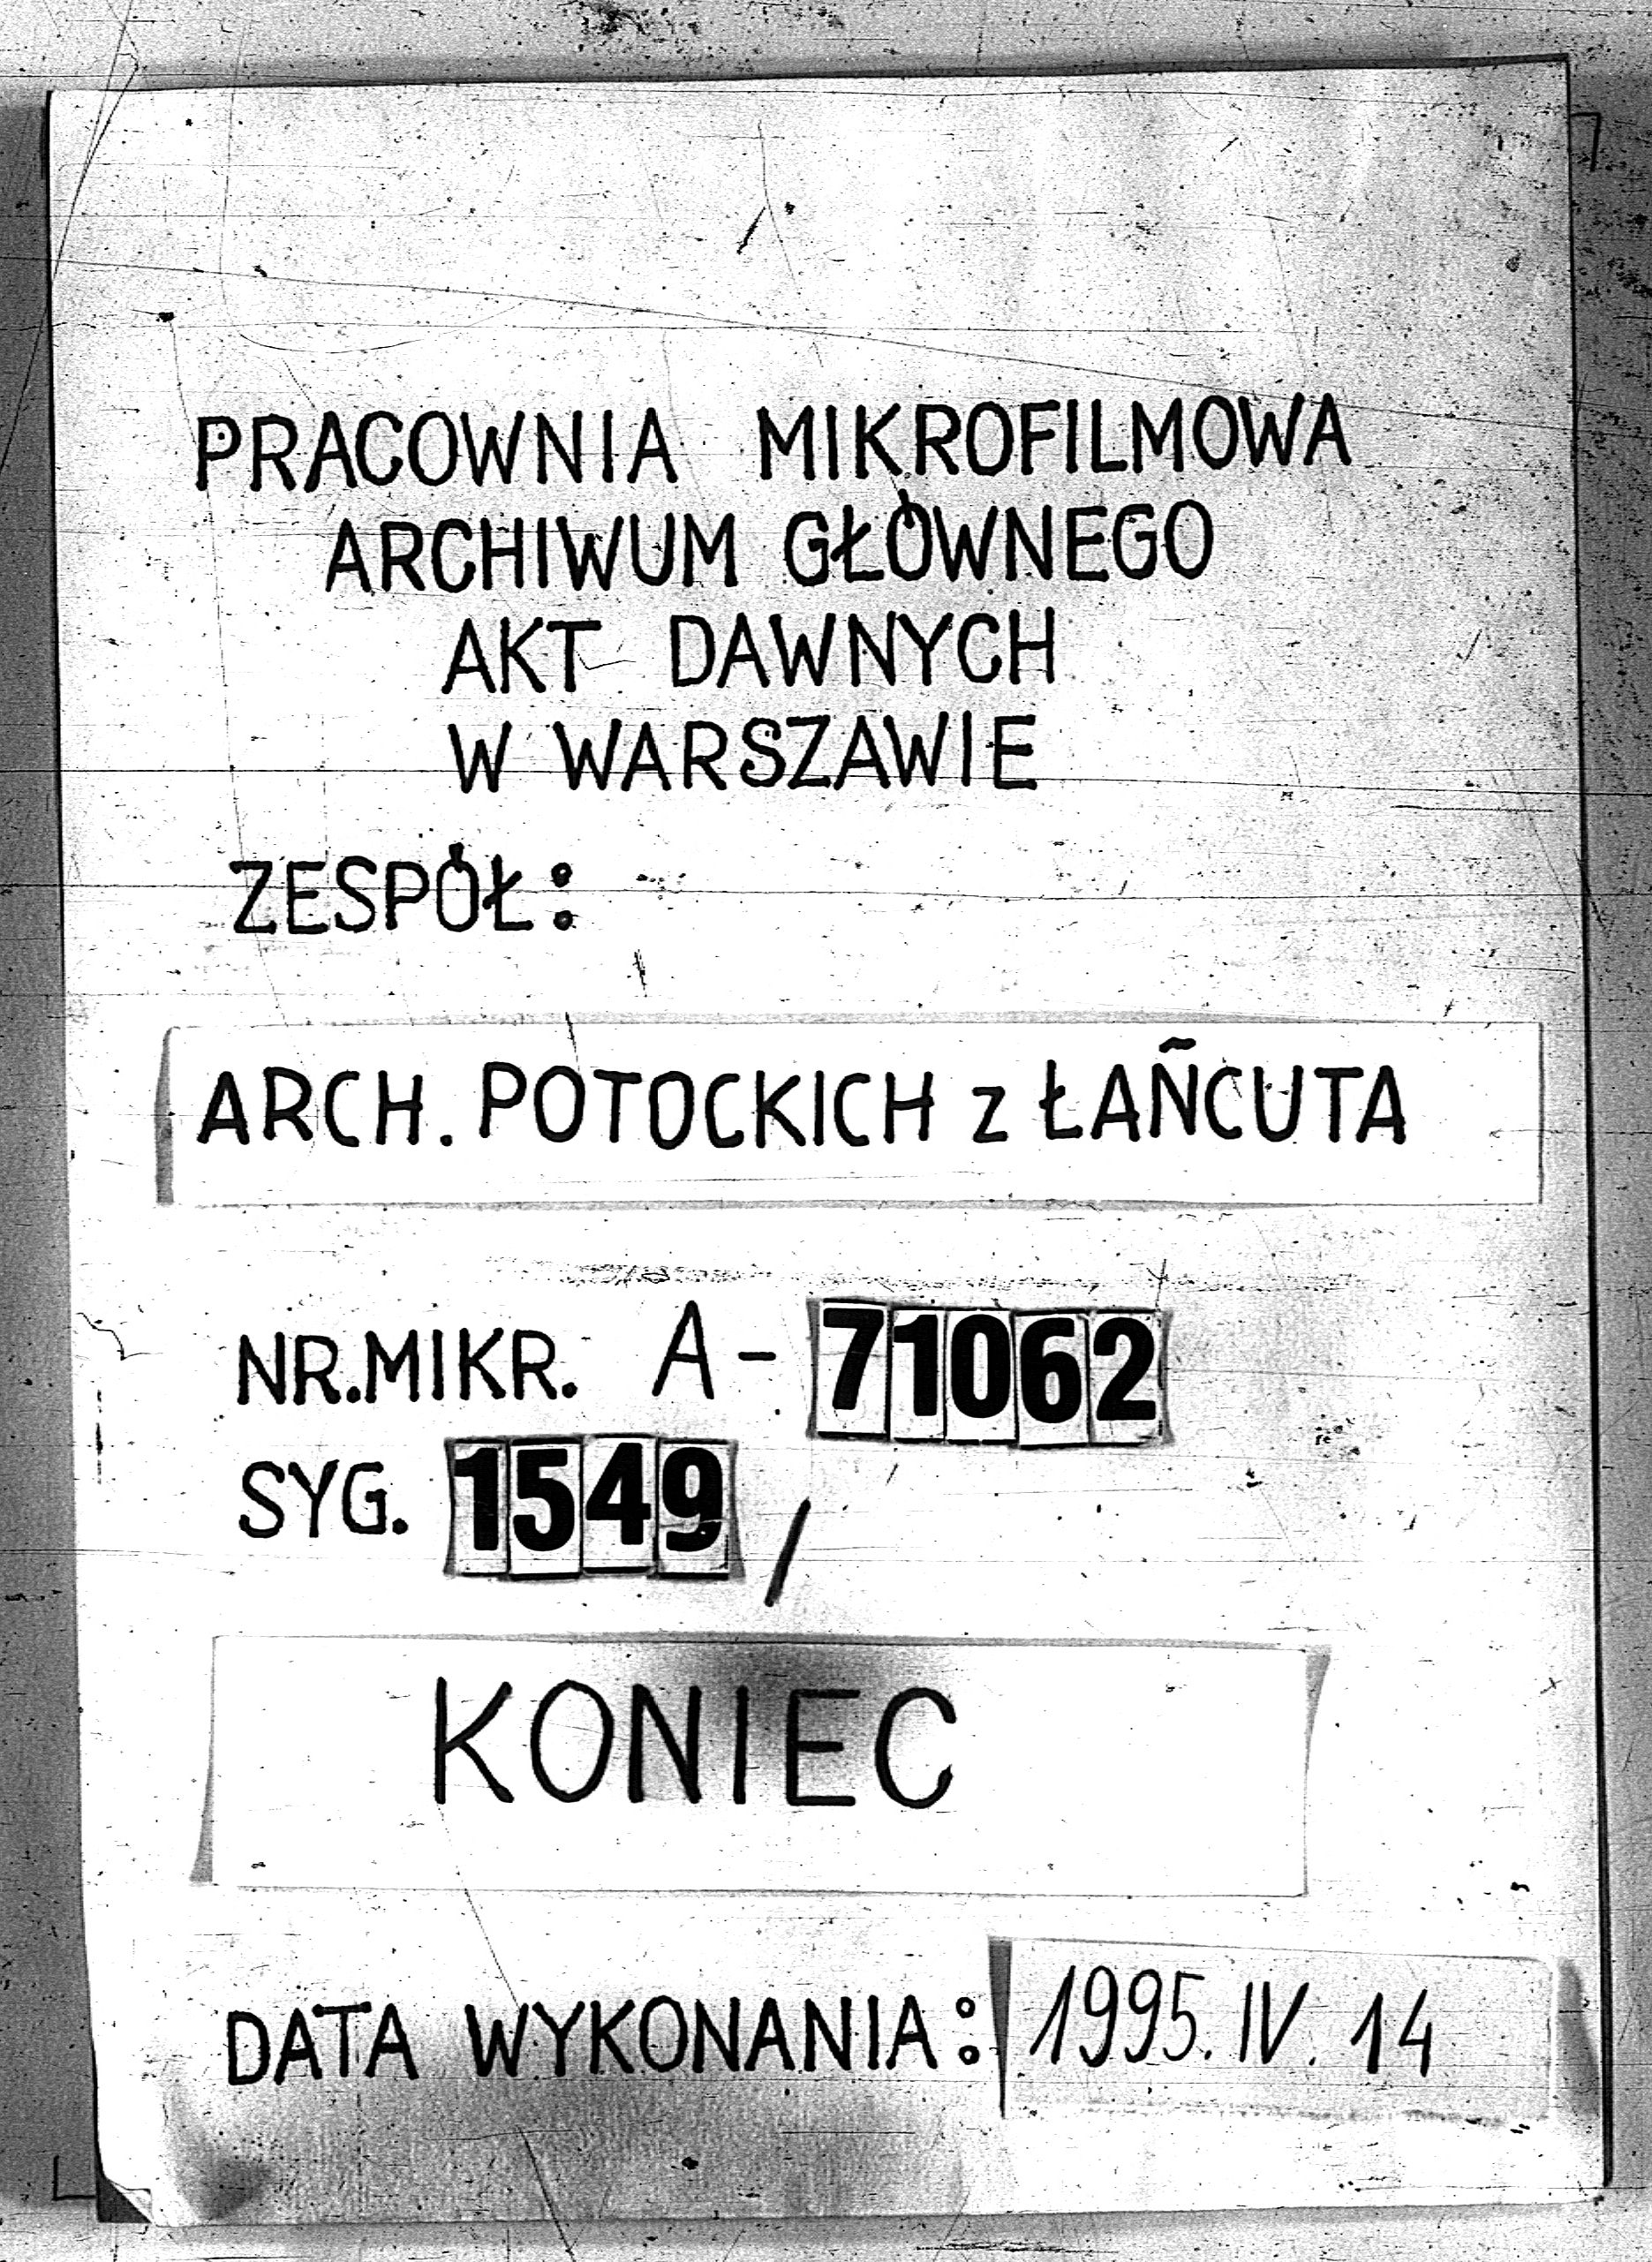 PRACOWNIA MIKROFILMOWA
ARCHIWUM GŁÓWNEGO
AKT DAWNYCH
W WARSZAWIE
ZESPÓŁ:
ARCH. POTOCKICH z ŁAŃCUTA
NR.MIKR. A-71062
SYG. 1549/
KONIEC
DATA WYKONANIA: 1995. IV. 14